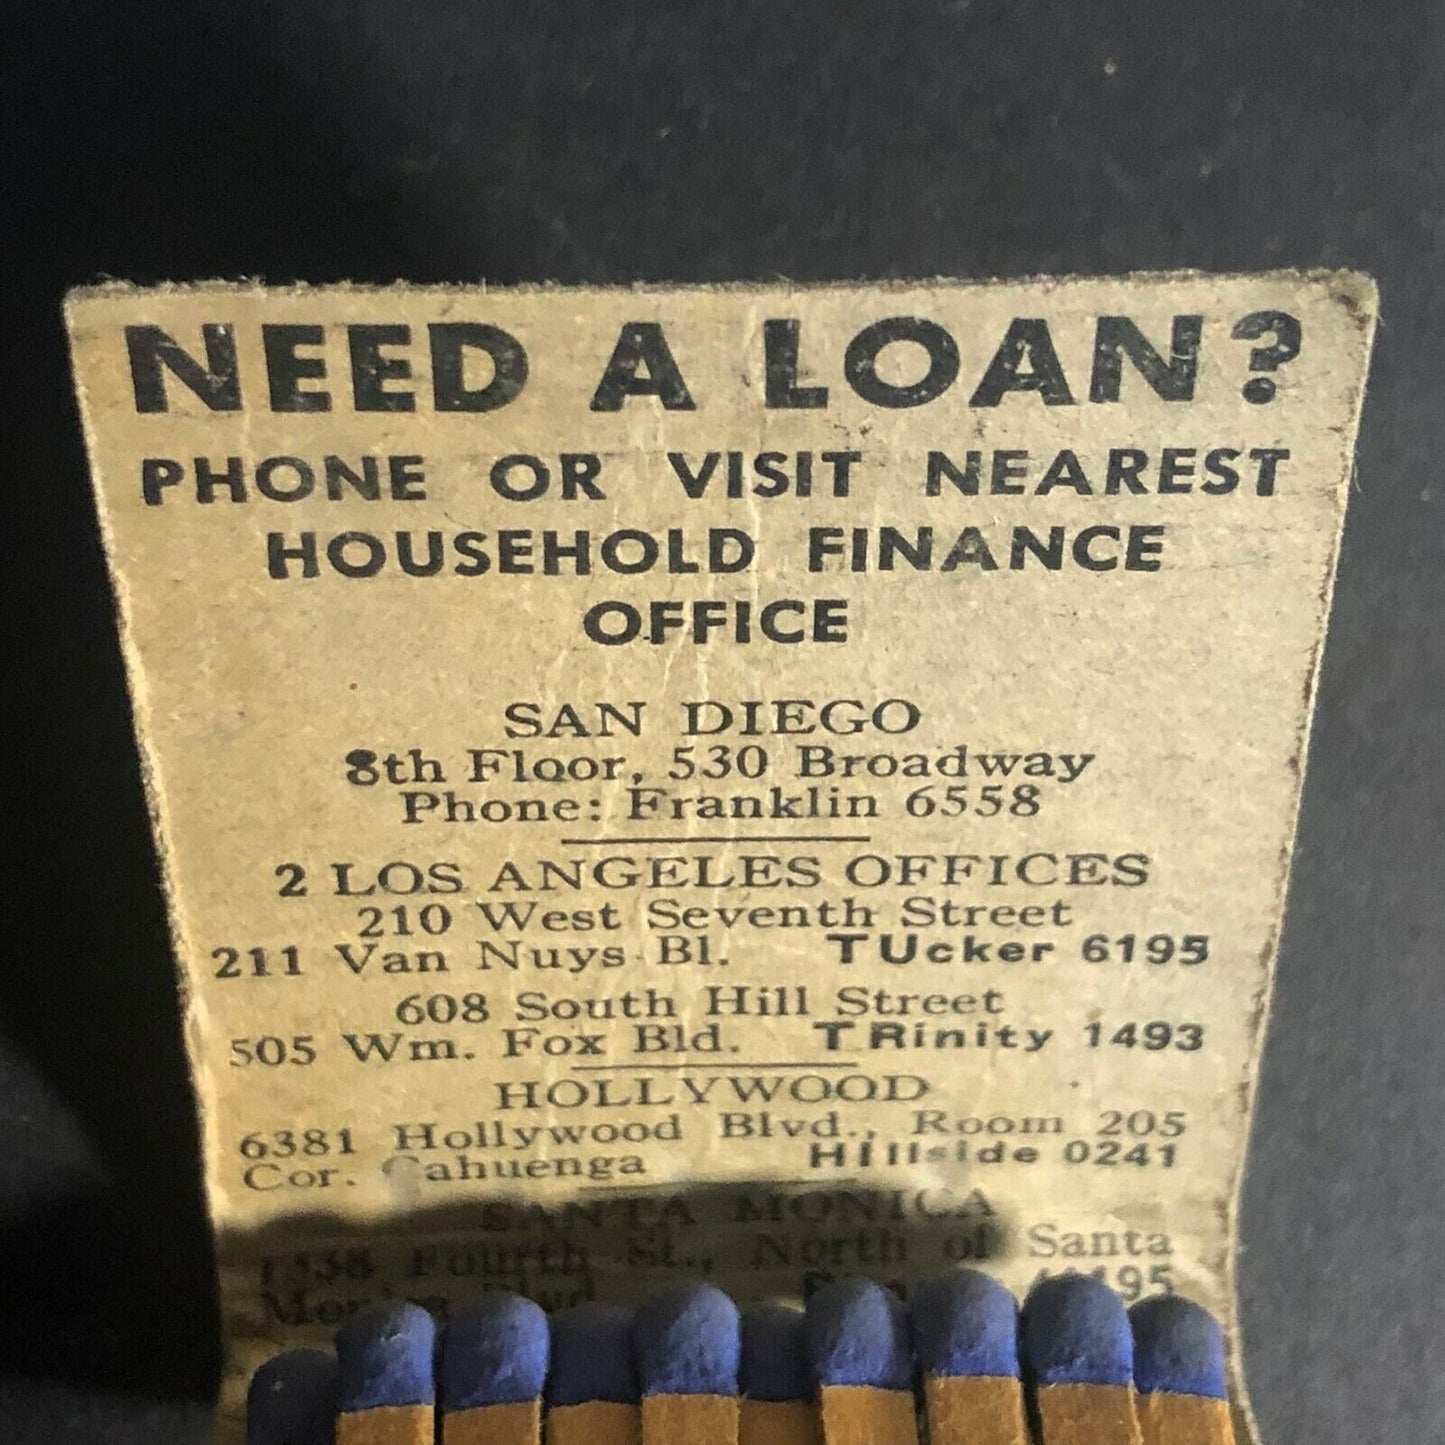 NEED A LOAN?
PHONE OR VISIT NEAREST
HOUSEHOLD FINANCE
OFFICE
SAN DIEGO
8th Floor, 530 Broadway
Phone: Franklin 6558
2 LOS ANGELES OFFICES
210 West Seventh Street
211 Van Nuys Bl. TUcker 6195
608 South Hill Street
505 Wm. Fox Bld. TRinity 1493
HOLLYWOOD
6381 Hollywood Blvd., Room 205
Cor. Cahuenga HIllside 0241
SANTA MONICA
Fourth St., North of Santa
Monica Blvd.